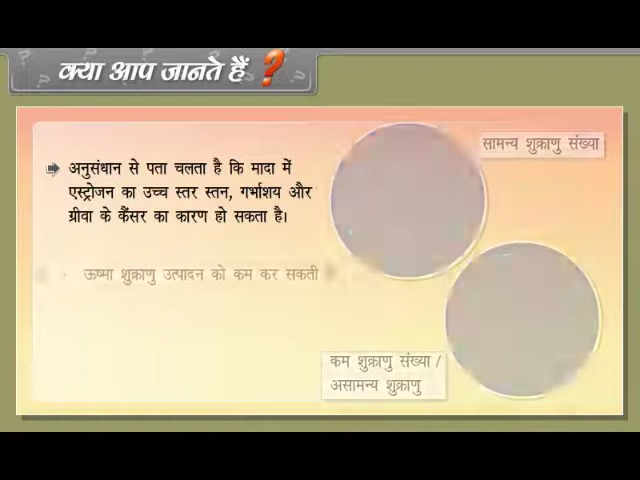 क्या आप जानते हैं ?
अनुसंधान से पता चलता है कि मादा में
एस्ट्रोजन का उच्च स्तर स्तन, गर्भाशय और
ग्रीवा के कैंसर का कारण हो सकता है।
ऊष्मा शुक्राणु उत्पादन को कम कर सकती
सामन्य शुक्राणु संख्या
कम शुक्राणु संख्या /
असामन्य शुक्राणु